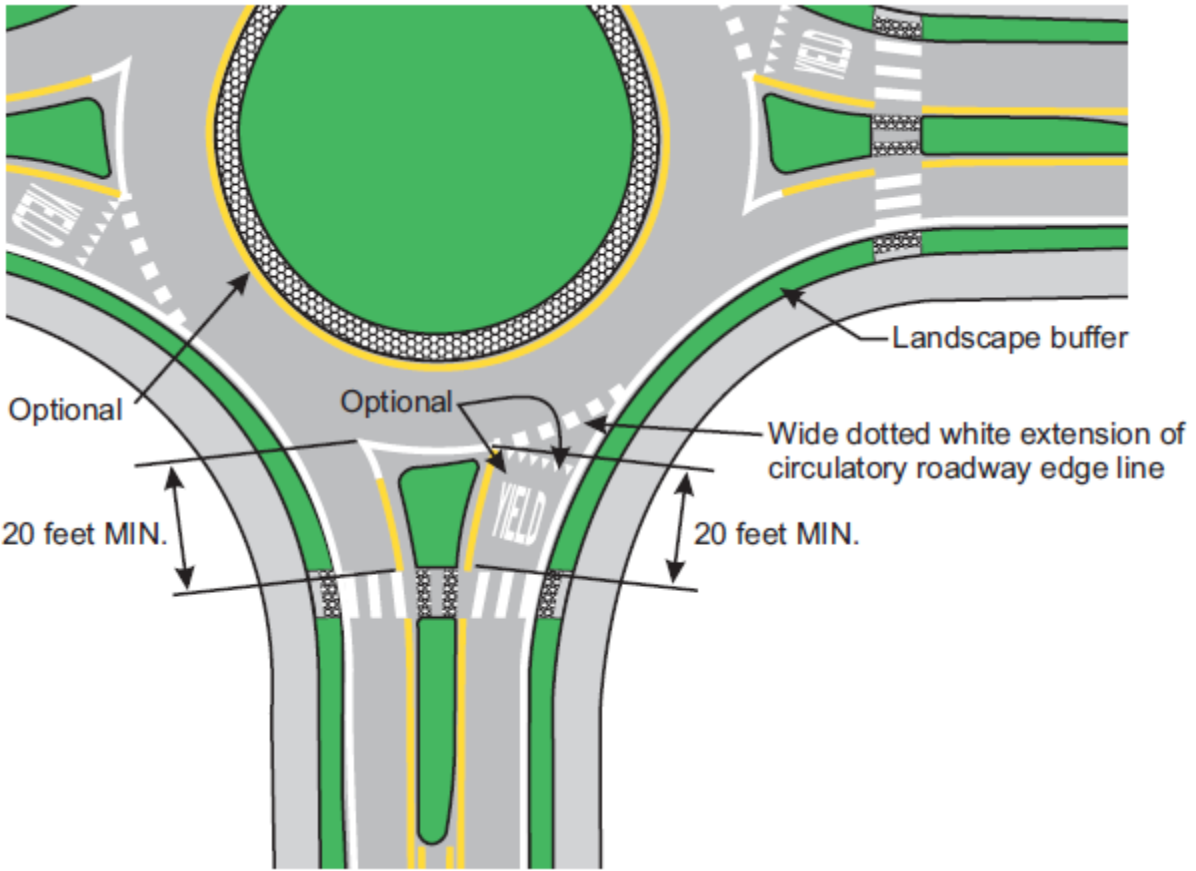 YIELD
YIELD
Landscape buffer
Optional
Optional
Wide dotted white extension of
circulatory roadway edge line
YIELD
20 feet MIN.
20 feet MIN.